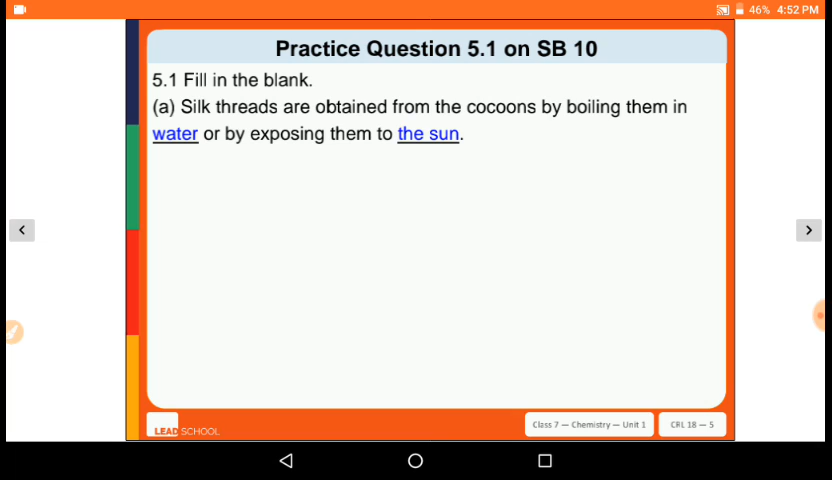 46% 4:52 PM
Practice Question 5.1 on SB 10
5.1 Fill in the blank.
(a) Silk threads are obtained from the cocoons by boiling them in
water or by exposing them to the sun.
LEAD SCHOOL
Class 7 — Chemistry — Unit 1
CRL 18 — 5